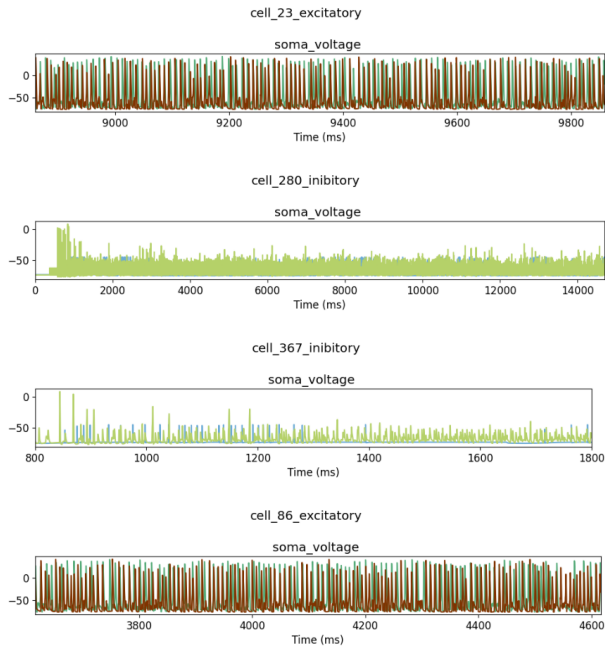 cell_23_excitatory
soma_voltage
0
−50
9000 9200 9400 9600 9800
Time (ms)
cell_280_inibitory
soma_voltage
0
−50
0 2000 4000 6000 8000 10000 12000 14000
Time (ms)
cell_367_inibitory
soma_voltage
0
−50
800 1000 1200 1400 1600 1800
Time (ms)
cell_86_excitatory
soma_voltage
0
−50
3800 4000 4200 4400 4600
Time (ms)